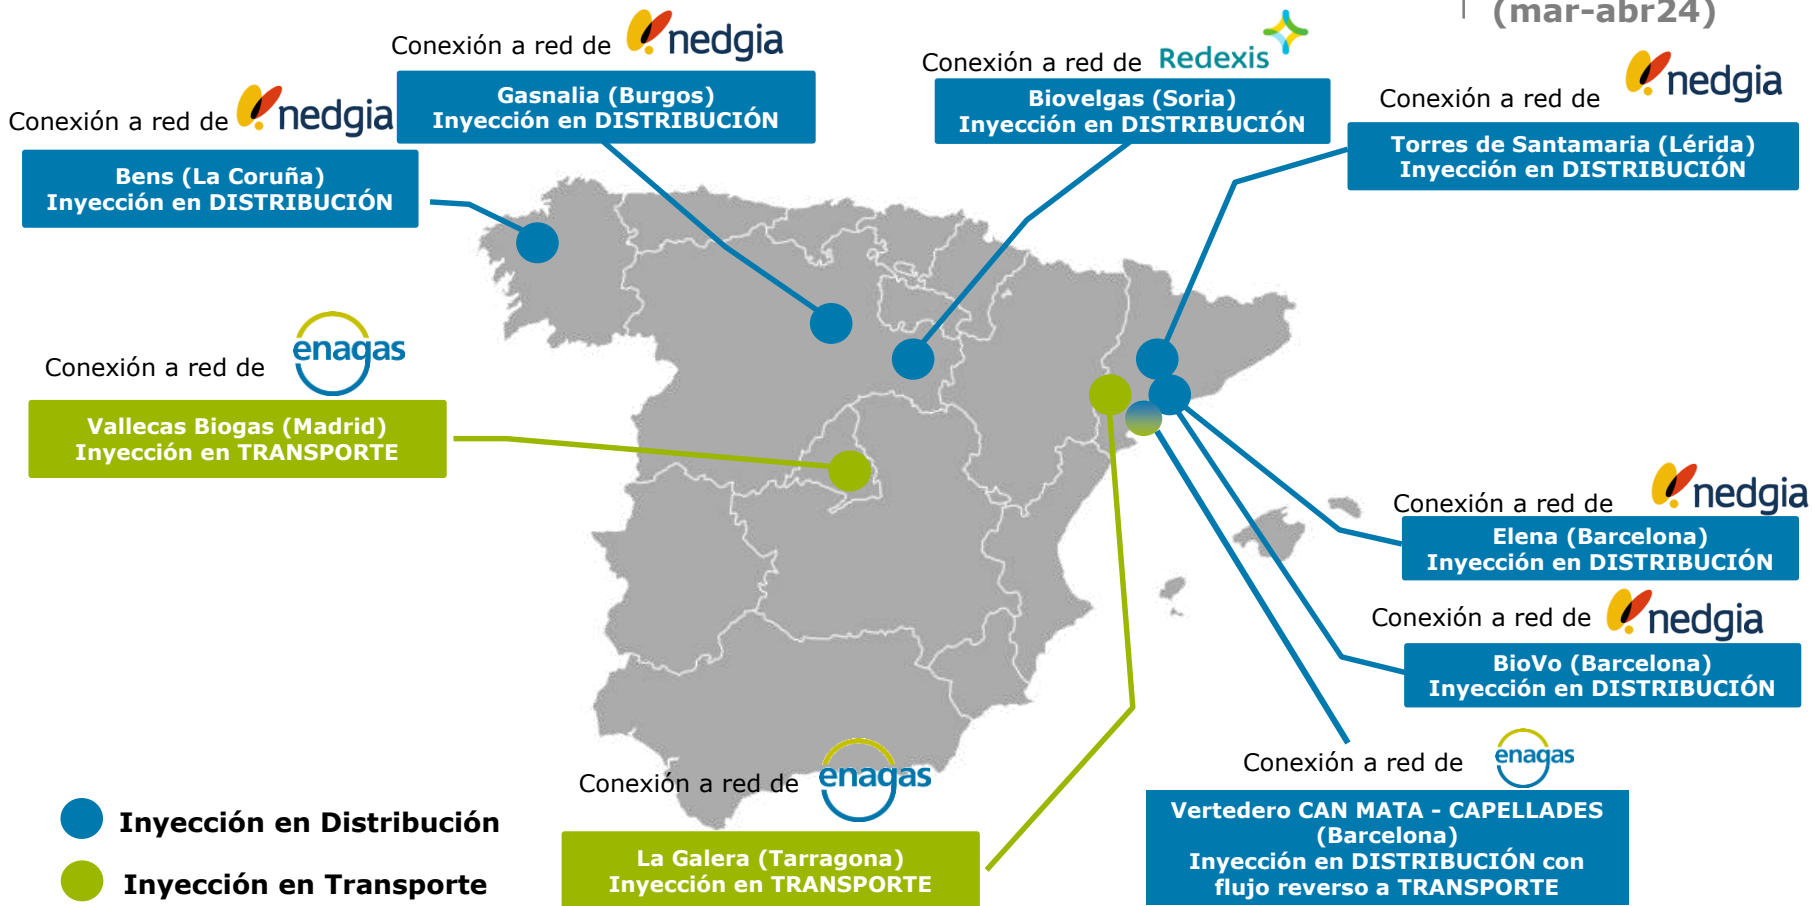 (mar-abr24)
Conexión a red de nedgia
Gasnalia (Burgos)
Inyección en DISTRIBUCIÓN
Conexión a red de Redexis
Biovelgas (Soria)
Inyección en DISTRIBUCIÓN
Conexión a red de nedgia
Torres de Santamaria (Lérida)
Inyección en DISTRIBUCIÓN
Conexión a red de nedgia
Bens (La Coruña)
Inyección en DISTRIBUCIÓN
Conexión a red de enagas
Vallecas Biogas (Madrid)
Inyección en TRANSPORTE
Conexión a red de nedgia
Elena (Barcelona)
Inyección en DISTRIBUCIÓN
Conexión a red de nedgia
BioVo (Barcelona)
Inyección en DISTRIBUCIÓN
Conexión a red de enagas
Vertedero CAN MATA - CAPELLADES
(Barcelona)
Inyección en DISTRIBUCIÓN con
flujo reverso a TRANSPORTE
Conexión a red de enagas
La Galera (Tarragona)
Inyección en TRANSPORTE
Inyección en Distribución
Inyección en Transporte